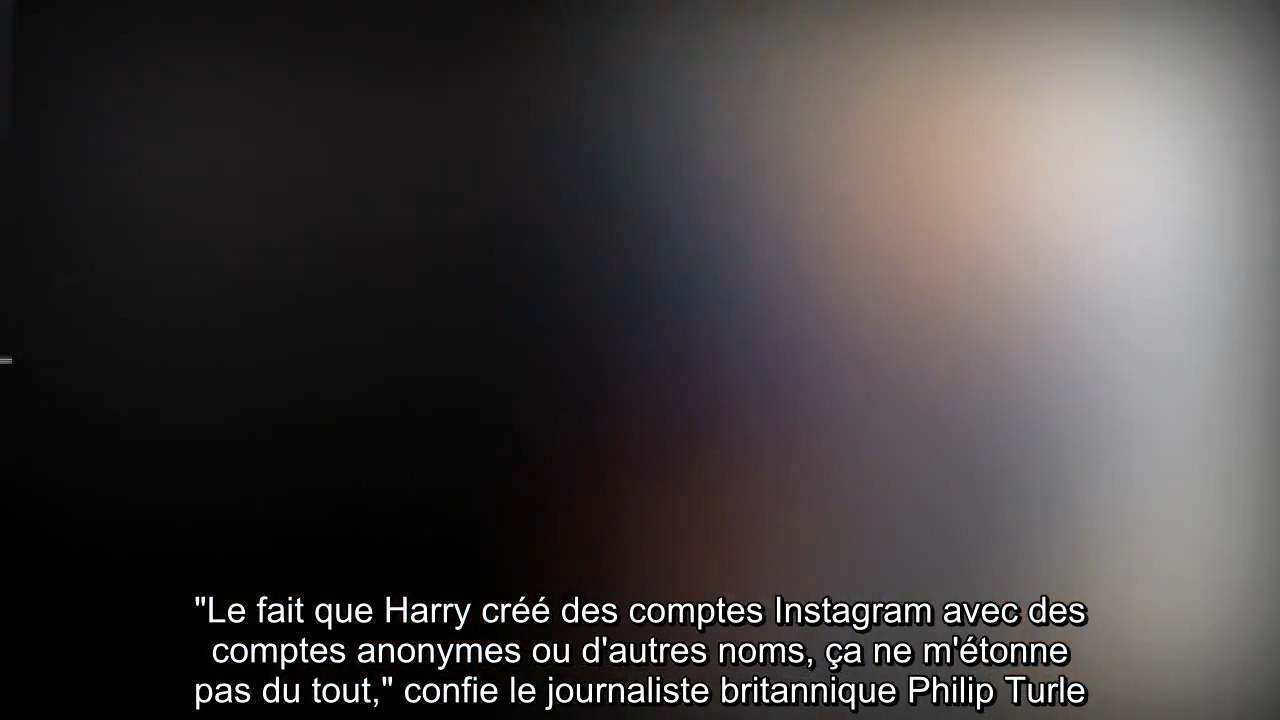 "Le fait que Harry créé des comptes Instagram avec des
comptes anonymes ou d'autres noms, ça ne m'étonne
pas du tout," confie le journaliste britannique Philip Turle